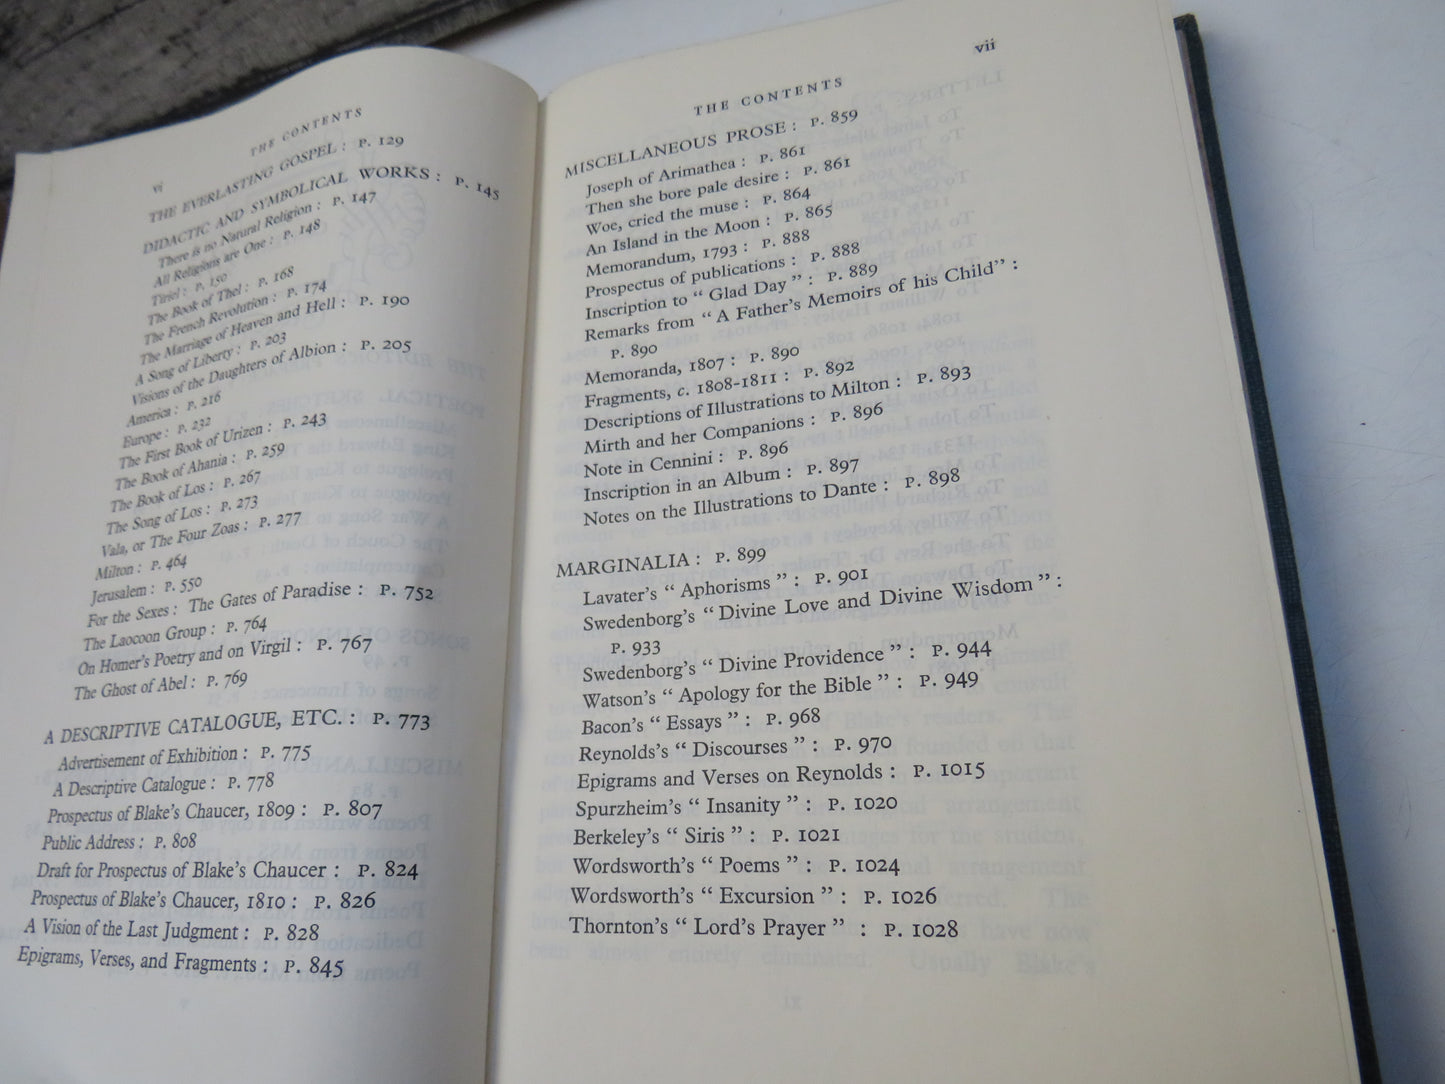 vi
THE CONTENTS
THE EVERLASTING GOSPEL : P. 129
DIDACTIC AND SYMBOLICAL WORKS : P. 145
There is no Natural Religion : P. 147
All Religions are One : P. 148
Tiriel : P. 150
The Book of Thel : P. 168
The French Revolution : P. 174
The Marriage of Heaven and Hell : P. 190
A Song of Liberty : P. 203
Visions of the Daughters of Albion : P. 205
America : P. 216
Europe : P. 232
The First Book of Urizen : P. 243
The Book of Ahania : P. 259
The Book of Los : P. 267
The Song of Los : P. 273
Vala, or The Four Zoas : P. 277
Milton : P. 464
Jerusalem : P. 550
For the Sexes : The Gates of Paradise : P. 752
The Laocoon Group : P. 764
On Homer's Poetry and on Virgil : P. 767
The Ghost of Abel : P. 769
A DESCRIPTIVE CATALOGUE, ETC. : P. 773
Advertisement of Exhibition : P. 775
A Descriptive Catalogue : P. 778
Prospectus of Blake's Chaucer, 1809 : P. 807
Public Address : P. 808
Draft for Prospectus of Blake's Chaucer : P. 824
Prospectus of Blake's Chaucer, 1810 : P. 826
A Vision of the Last Judgment : P. 828
Epigrams, Verses, and Fragments : P. 845
THE CONTENTS
vii
MISCELLANEOUS PROSE : P. 859
Joseph of Arimathea : P. 861
Then she bore pale desire : P. 861
Woe, cried the muse : P. 864
An Island in the Moon : P. 865
Memorandum, 1793 : P. 888
Prospectus of publications : P. 888
Inscription to “ Glad Day ” : P. 889
Remarks from “ A Father's Memoirs of his Child” :
P. 890
Memoranda, 1807 : P. 890
Fragments, c. 1808-1811 : P. 892
Descriptions of Illustrations to Milton : P. 893
Mirth and her Companions : P. 896
Note in Cennini : P. 896
Inscription in an Album : P. 897
Notes on the Illustrations to Dante : P. 898
MARGINALIA : P. 899
Lavater's “ Aphorisms ” : P. 901
Swedenborg's “ Divine Love and Divine Wisdom ” :
P. 933
Swedenborg's “ Divine Providence ” : P. 944
Watson's “ Apology for the Bible ” : P. 949
Bacon's “ Essays ” : P. 968
Reynolds's “ Discourses ” : P. 970
Epigrams and Verses on Reynolds : P. 1015
Spurzheim's “ Insanity ” : P. 1020
Berkeley's “ Siris ” : P. 1021
Wordsworth's “ Poems ” : P. 1024
Wordsworth's “ Excursion ” : P. 1026
Thornton's “ Lord's Prayer ” : P. 1028